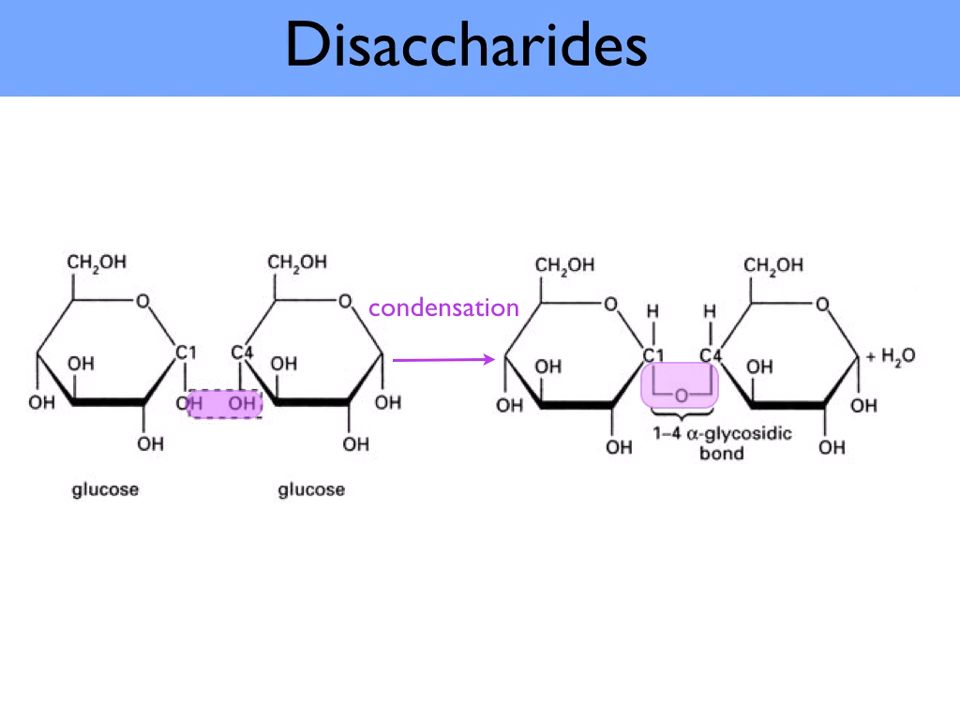 Disaccharides
CH₂OH
CH₂OH
CH₂OH
CH₂OH
O
O
condensation
O
H
H
O
OH
C1
C4
OH
OH
C1
C4
OH
+ H₂O
OH
OH
OH
OH
OH
O
OH
OH
OH
OH
1–4 α-glycosidic
bond
OH
OH
glucose
glucose